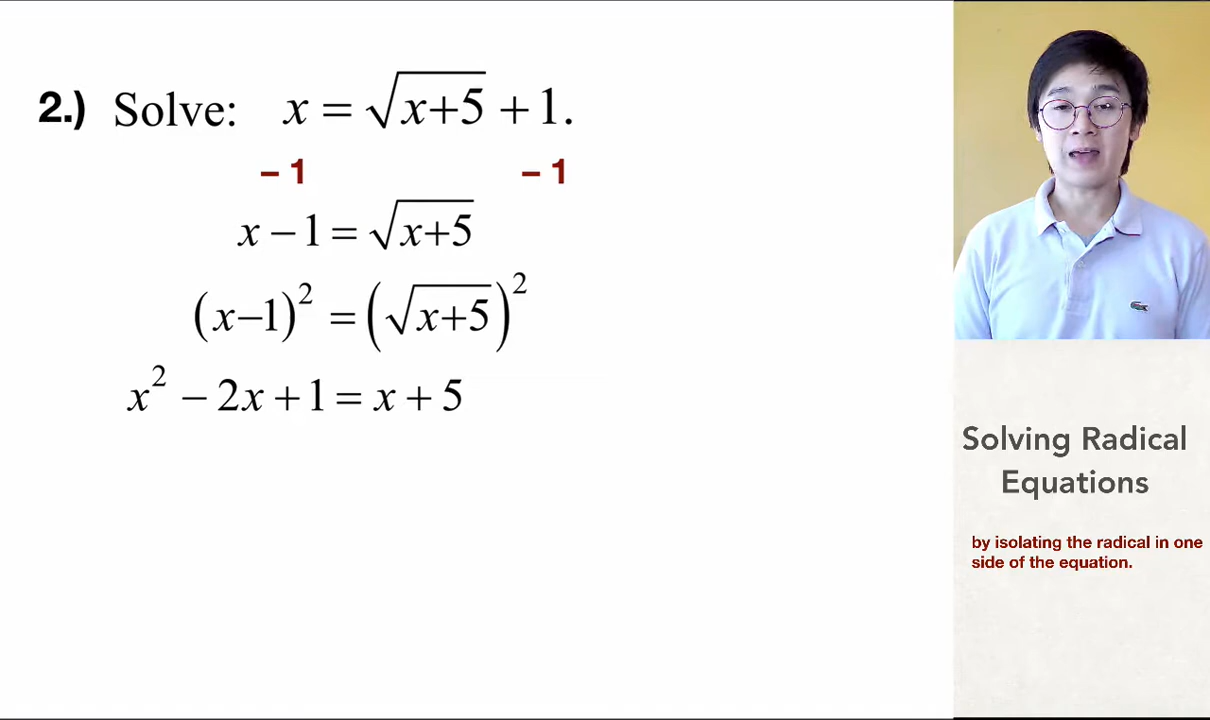 2.) Solve: x = √(x+5) + 1.
– 1 – 1
x – 1 = √(x+5)
(x–1)² = (√(x+5))²
x² – 2x + 1 = x + 5
Solving Radical
Equations
by isolating the radical in one
side of the equation.